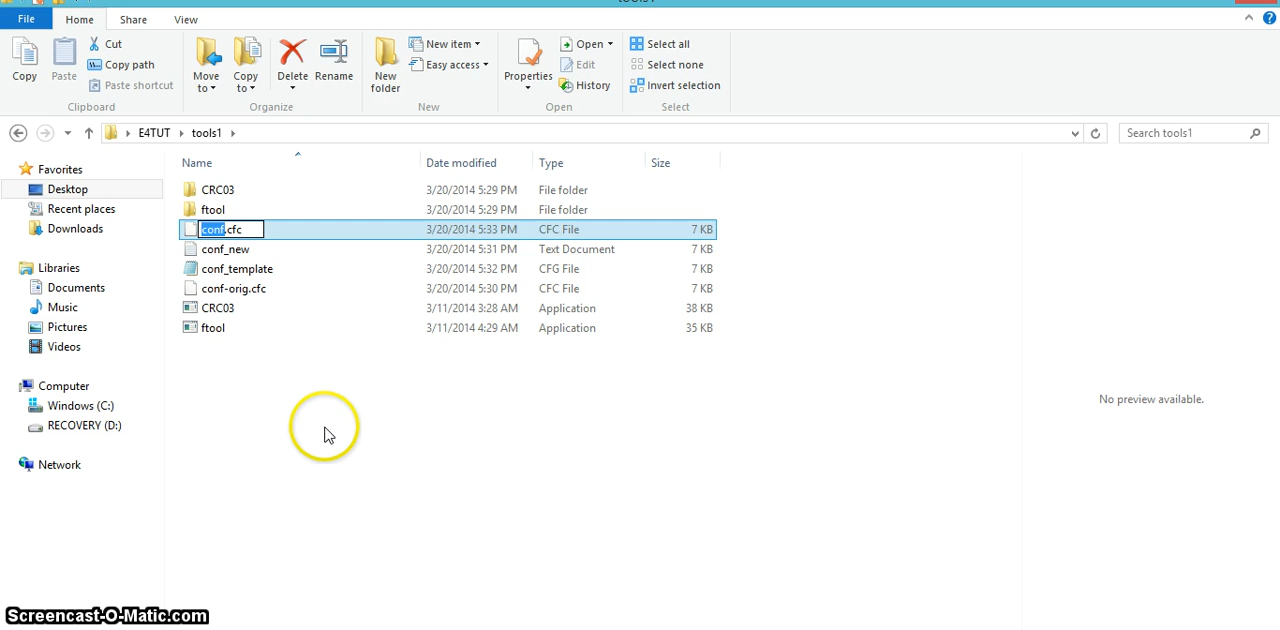 tools1
File Home Share View
Copy Paste Cut Copy path Paste shortcut Move to Copy to Delete Rename New folder New item Easy access Properties Open Edit History Select all Select none Invert selection
Clipboard Organize New Open Select
E4TUT tools1 Search tools1
Name Date modified Type Size
Favorites
Desktop
Recent places
Downloads
Libraries
Documents
Music
Pictures
Videos
Computer
Windows (C:)
RECOVERY (D:)
Network
CRC03 3/20/2014 5:29 PM File folder
ftool 3/20/2014 5:29 PM File folder
conf.cfc 3/20/2014 5:33 PM CFC File 7 KB
conf_new 3/20/2014 5:31 PM Text Document 7 KB
conf_template 3/20/2014 5:32 PM CFG File 7 KB
conf-orig.cfc 3/20/2014 5:30 PM CFC File 7 KB
CRC03 3/11/2014 3:28 AM Application 38 KB
ftool 3/11/2014 4:29 AM Application 35 KB
No preview available.
Screencast-O-Matic.com